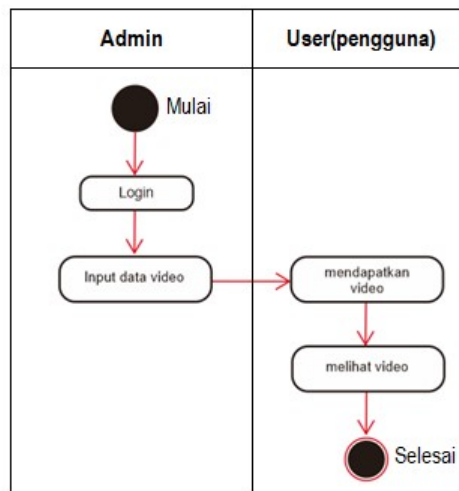 Admin
User(pengguna)
Mulai
Login
Input data video
mendapatkan
video
melihat video
Selesai